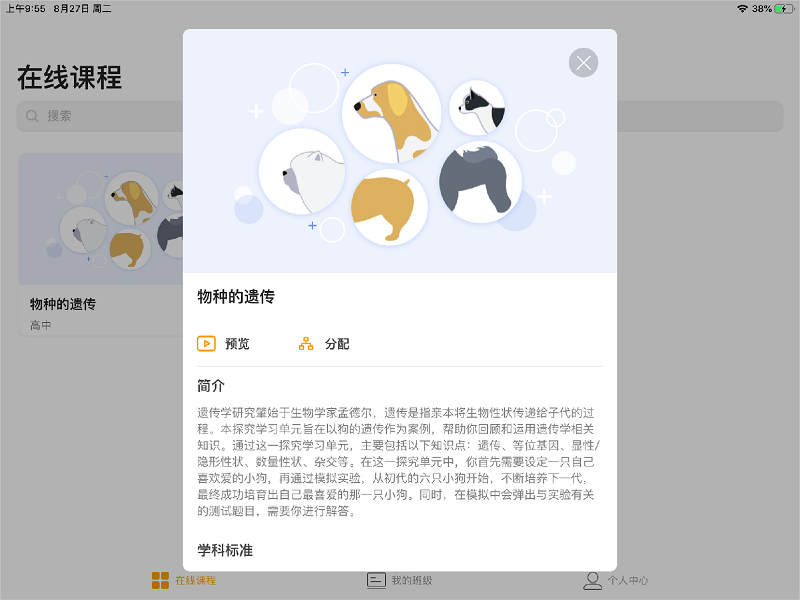 上午9:55 8月27日 周二
38%
在线课程
搜索
物种的遗传
高中
物种的遗传
预览
分配
简介
遗传学研究肇始于生物学家孟德尔，遗传是指亲本将生物性状传递给子代的过
程。本探究学习单元旨在以狗的遗传作为案例，帮助你回顾和运用遗传学相关
知识。通过这一探究学习单元，主要包括以下知识点：遗传、等位基因、显性/
隐形性状、数量性状、杂交等。在这一探究单元中，你首先需要设定一只自己
喜欢爱的小狗，再通过模拟实验，从初代的六只小狗开始，不断培养下一代，
最终成功培育出自己最喜爱的那一只小狗。同时，在模拟中会弹出与实验有关
的测试题目，需要你进行解答。
学科标准
在线课程
我的班级
个人中心